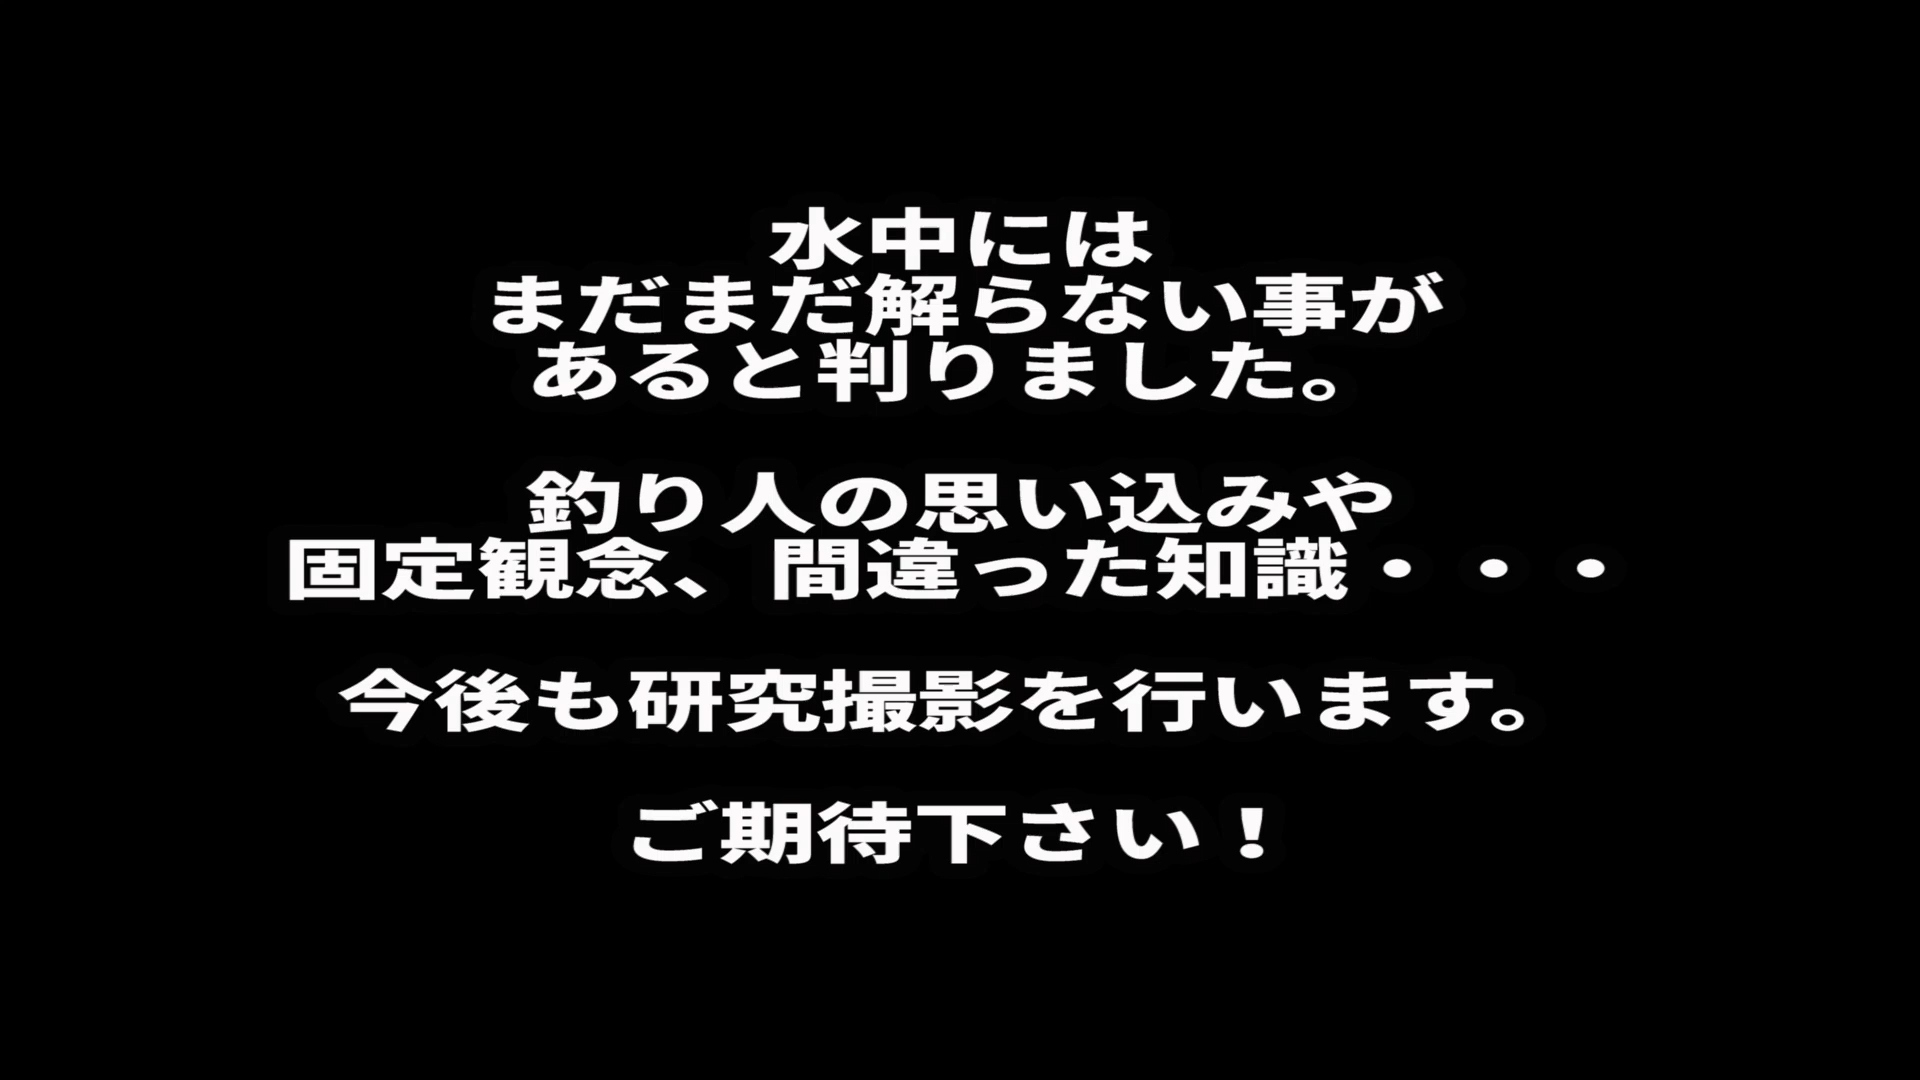 水中には
まだまだ解らない事が
あると判りました。
釣り人の思い込みや
固定観念、間違った知識・・・
今後も研究撮影を行います。
ご期待下さい！